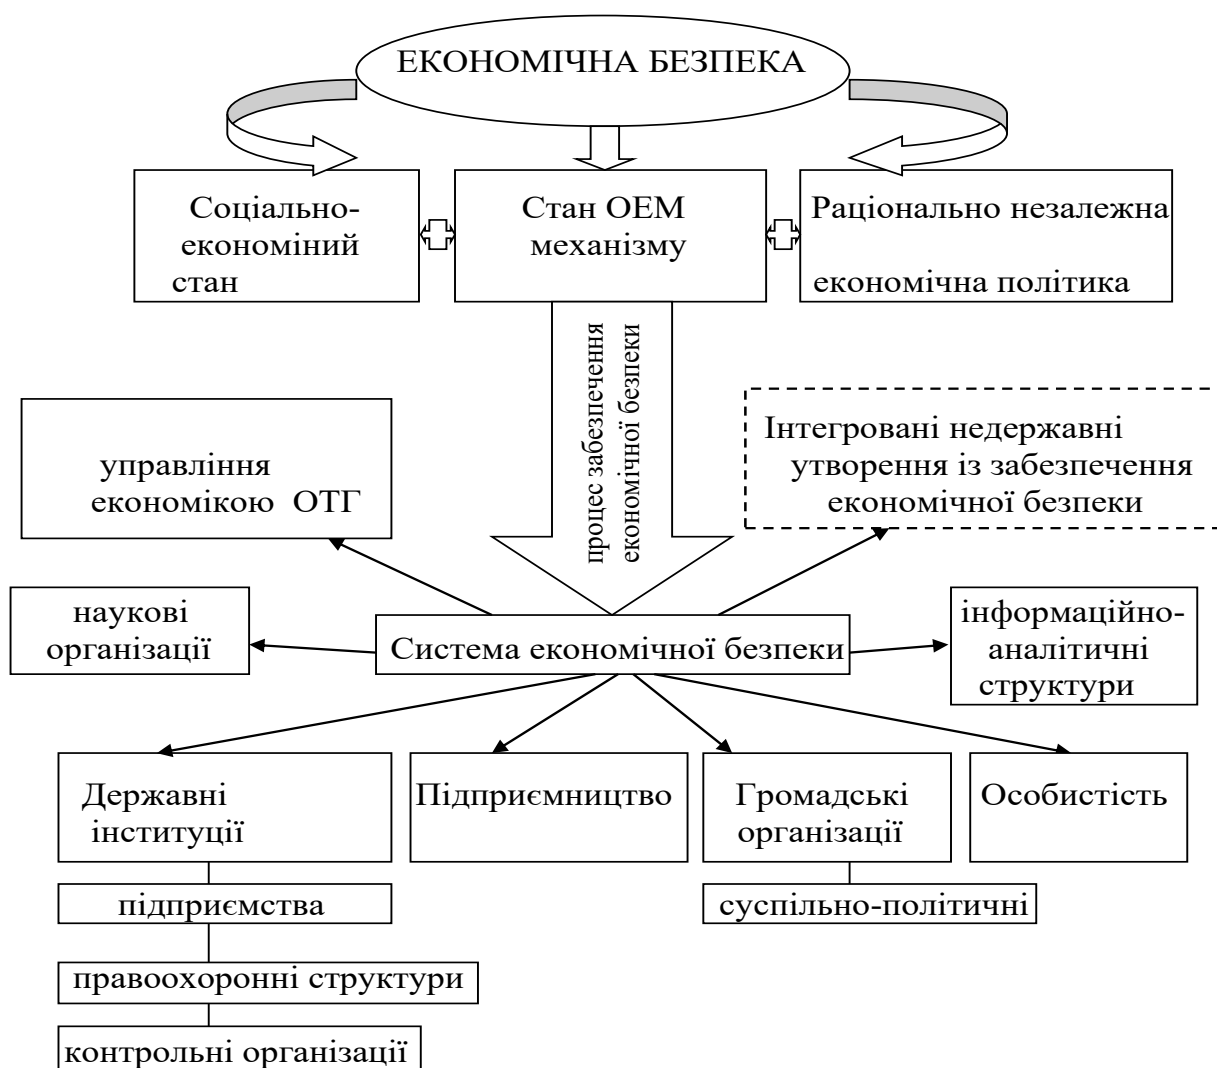 ЕКОНОМІЧНА БЕЗПЕКА
Соціально-
економіний
стан
Стан ОЕМ
механізму
Раціонально незалежна
економічна політика
процес забезпечення
економічної безпеки
управління
економікою ОТГ
Інтегровані недержавні
утворення із забезпечення
економічної безпеки
наукові
організації
Система економічної безпеки
інформаційно-
аналітичні
структури
Державні
інституції
Підприємництво
Громадські
організації
Особистість
підприємства
суспільно-політичні
правоохоронні структури
контрольні організації